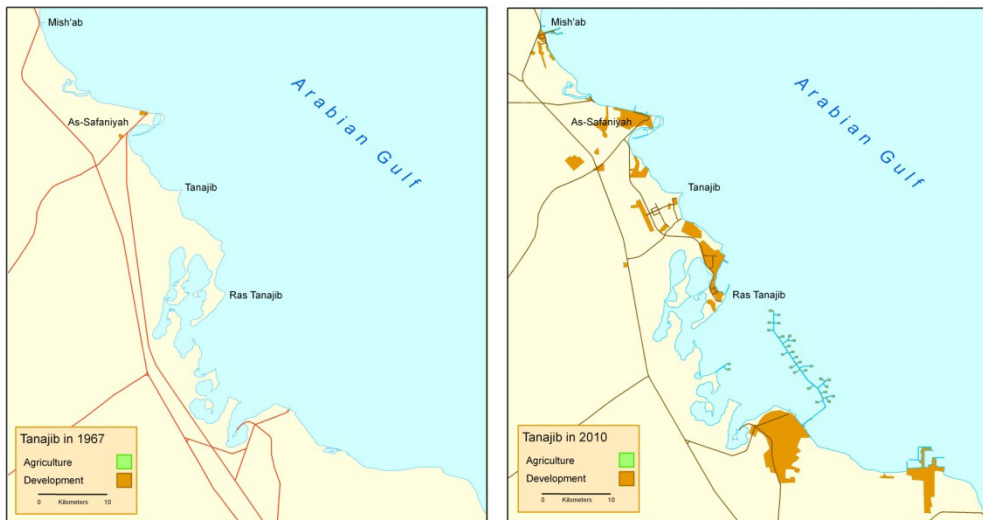 Mish'ab
Arabian Gulf
As-Safaniyah
Tanajib
Ras Tanajib
Tanajib in 1967
Agriculture
Development
0 Kilometers 10
Mish'ab
Arabian Gulf
As-Safaniyah
Tanajib
Ras Tanajib
Tanajib in 2010
Agriculture
Development
0 Kilometers 10